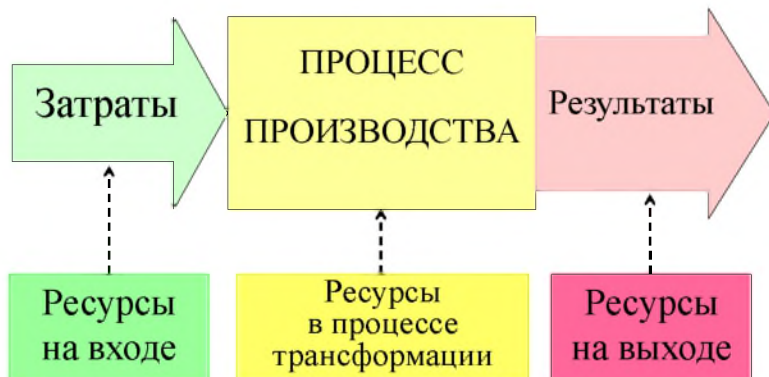 Затраты
ПРОЦЕСС
ПРОИЗВОДСТВА
Результаты
Ресурсы
на входе
Ресурсы
в процессе
трансформации
Ресурсы
на выходе